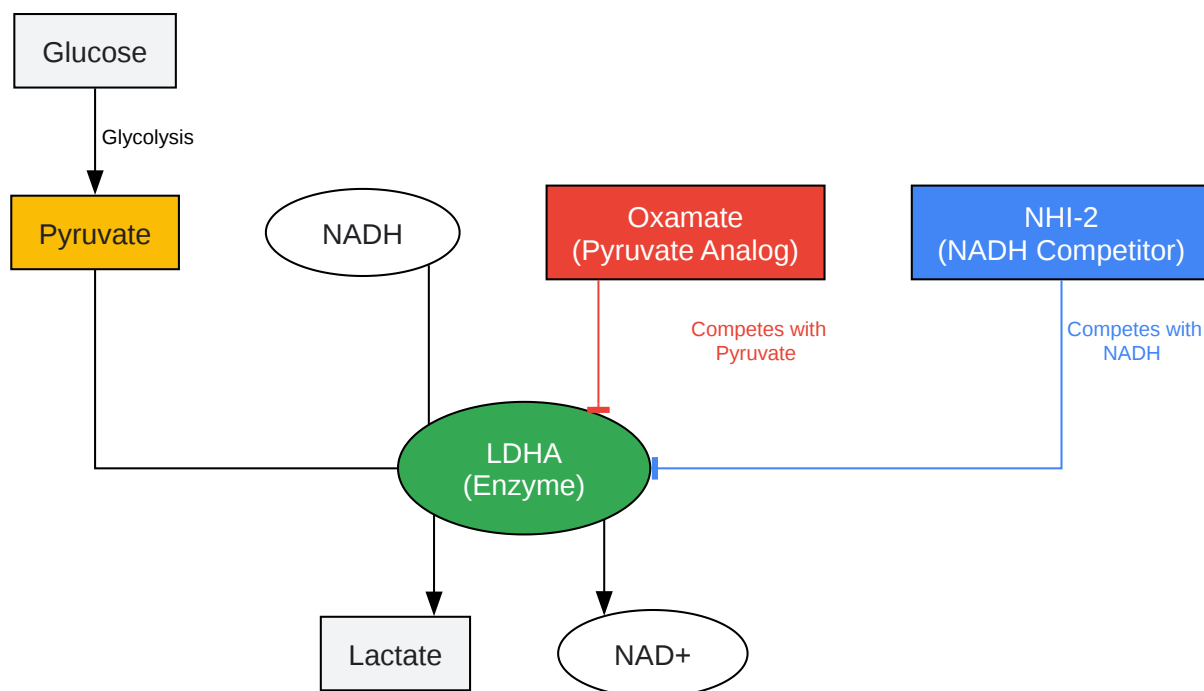 Glucose
Glycolysis
Pyruvate
NADH
Oxamate
(Pyruvate Analog)
NHI-2
(NADH Competitor)
Competes with
Pyruvate
Competes with
NADH
LDHA
(Enzyme)
Lactate
NAD+